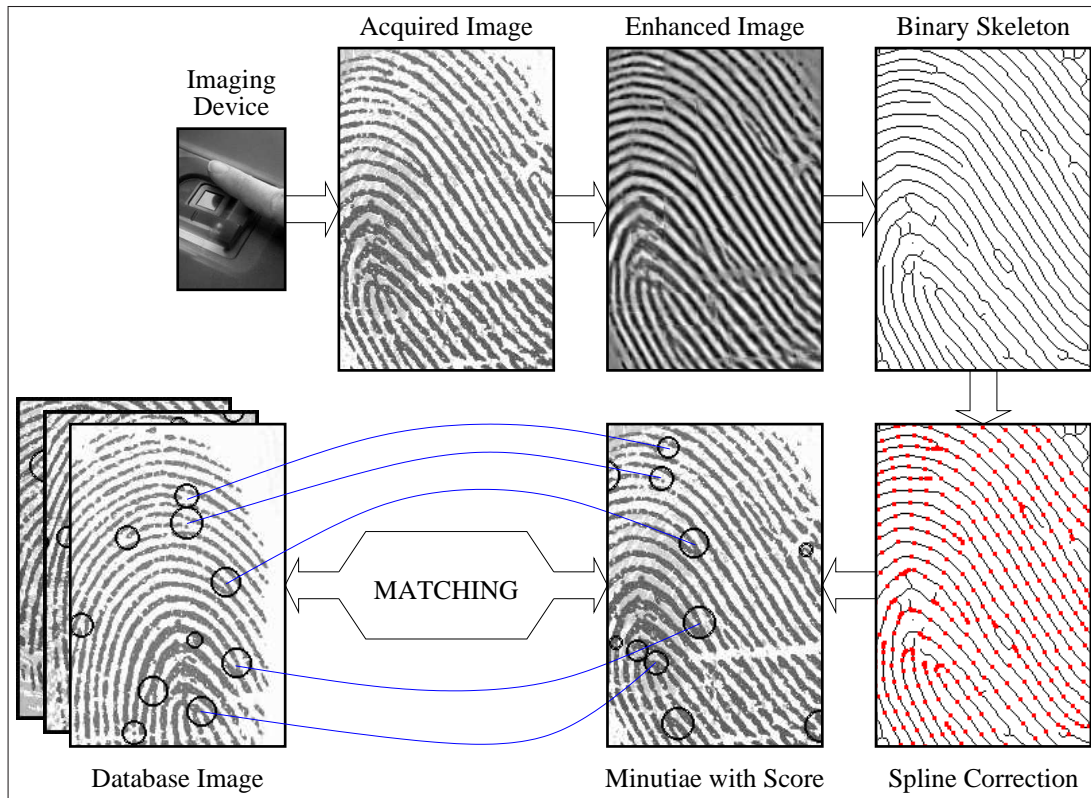 Acquired Image
Enhanced Image
Binary Skeleton
Imaging
Device
MATCHING
Database Image
Minutiae with Score
Spline Correction